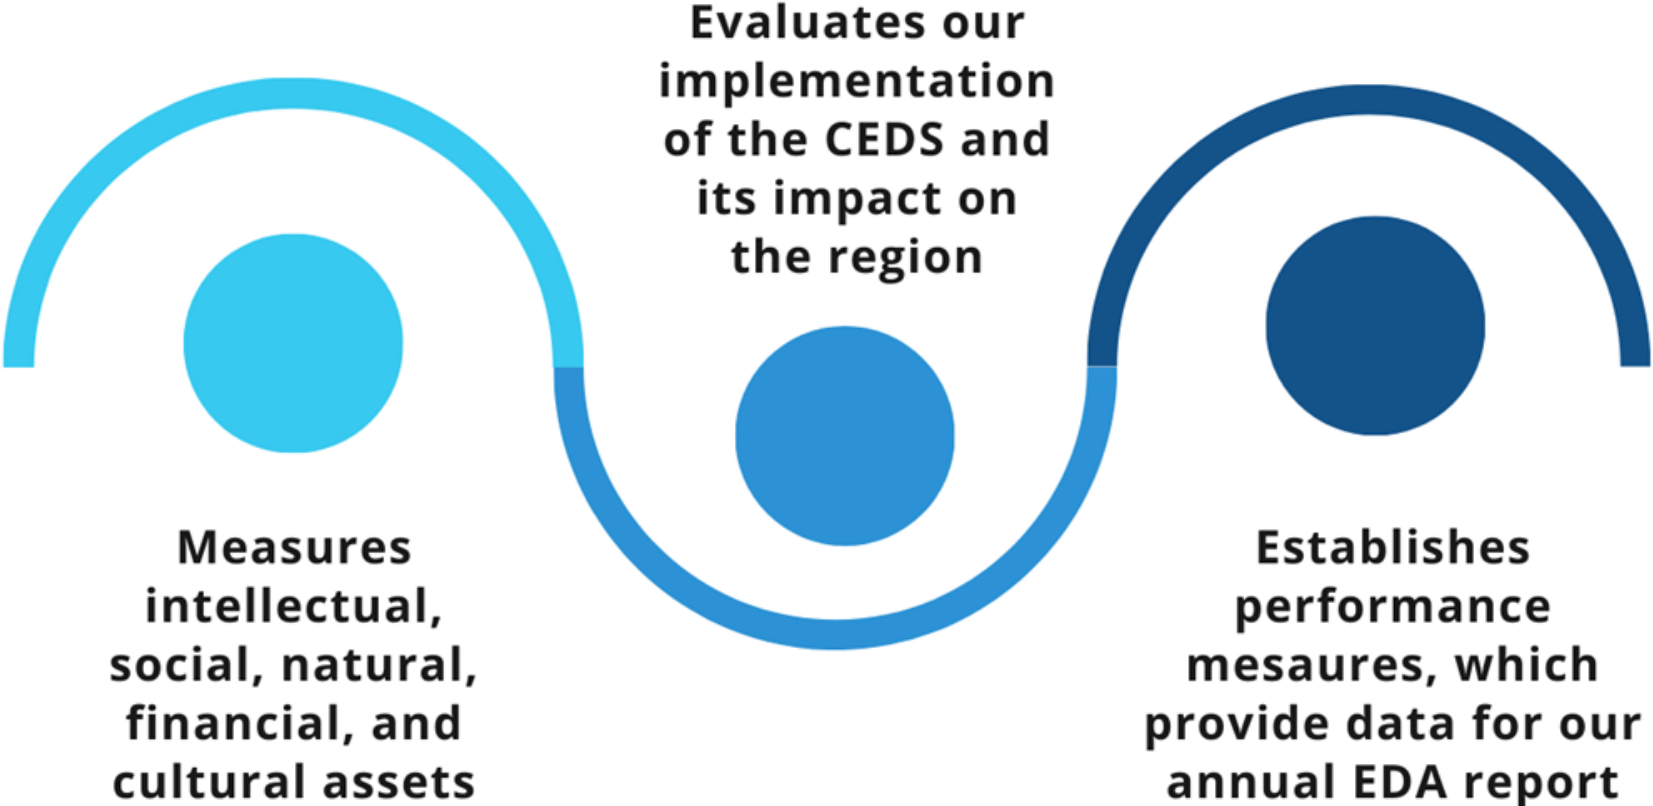 Measures
intellectual,
social, natural,
financial, and
cultural assets
Evaluates our
implementation
of the CEDS and
its impact on
the region
Establishes
performance
mesaures, which
provide data for our
annual EDA report